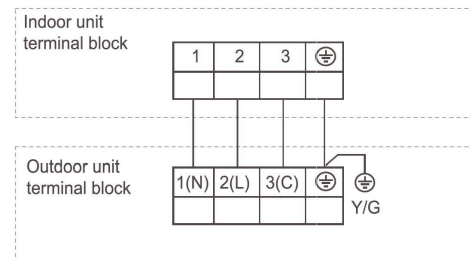 Indoor unit
terminal block
1 2 3
Outdoor unit
terminal block
1(N) 2(L) 3(C)
Y/G